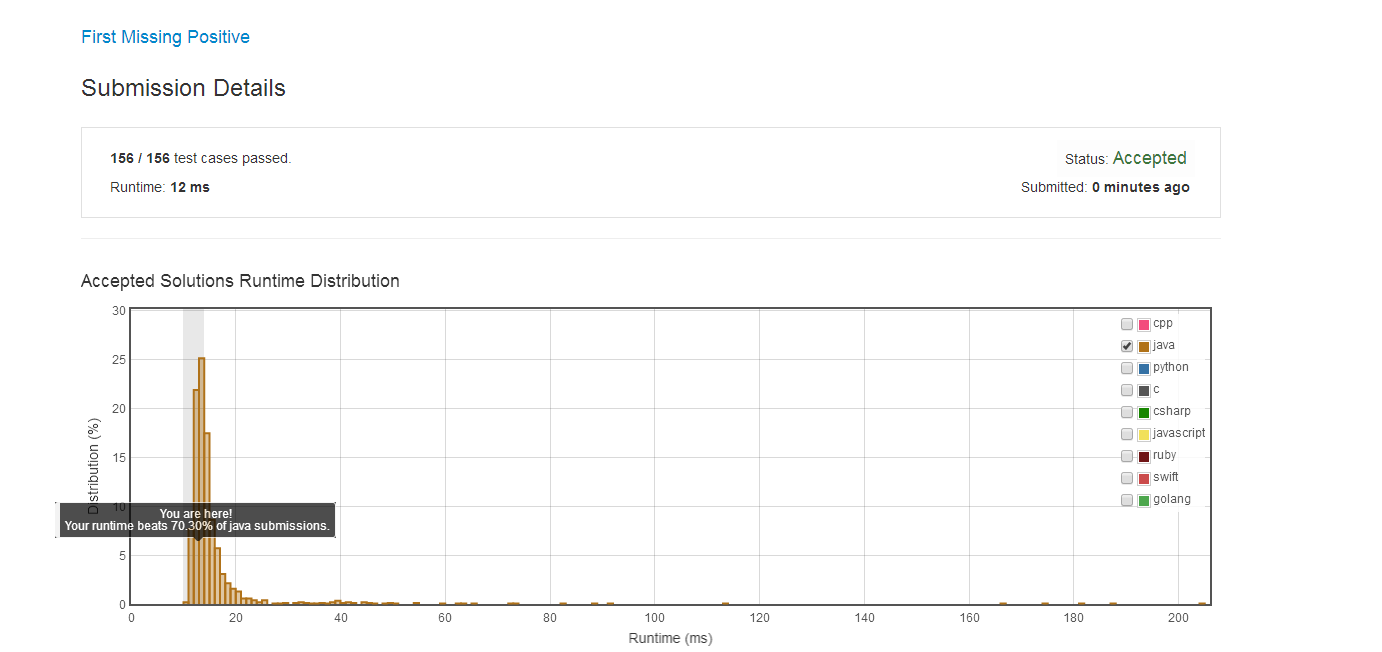 First Missing Positive
Submission Details
156 / 156 test cases passed.
Status: Accepted
Runtime: 12 ms
Submitted: 0 minutes ago
Accepted Solutions Runtime Distribution
30
25
20
15
10
5
0
Distribution (%)
You are here!
Your runtime beats 70.30% of java submissions.
cpp
java
python
c
csharp
javascript
ruby
swift
golang
0 20 40 60 80 100 120 140 160 180 200
Runtime (ms)